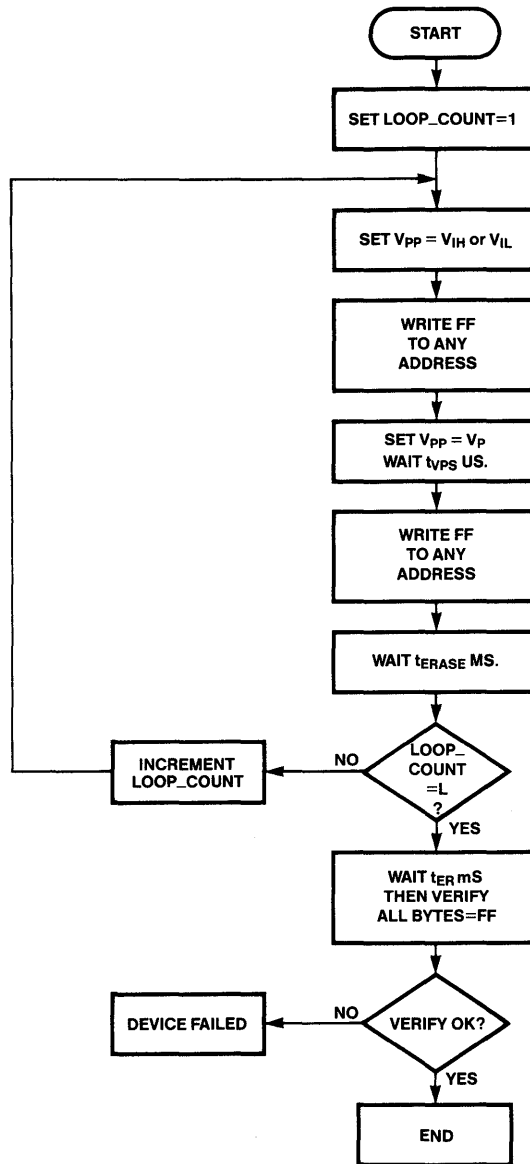 START
SET LOOP_COUNT=1
SET VPP = VIH or VIL
WRITE FF
TO ANY
ADDRESS
SET VPP = VP
WAIT tVPS US.
WRITE FF
TO ANY
ADDRESS
WAIT tERASE MS.
LOOP_
COUNT
=L
?
NO
INCREMENT
LOOP_COUNT
YES
WAIT tER mS
THEN VERIFY
ALL BYTES=FF
VERIFY OK?
NO
DEVICE FAILED
YES
END